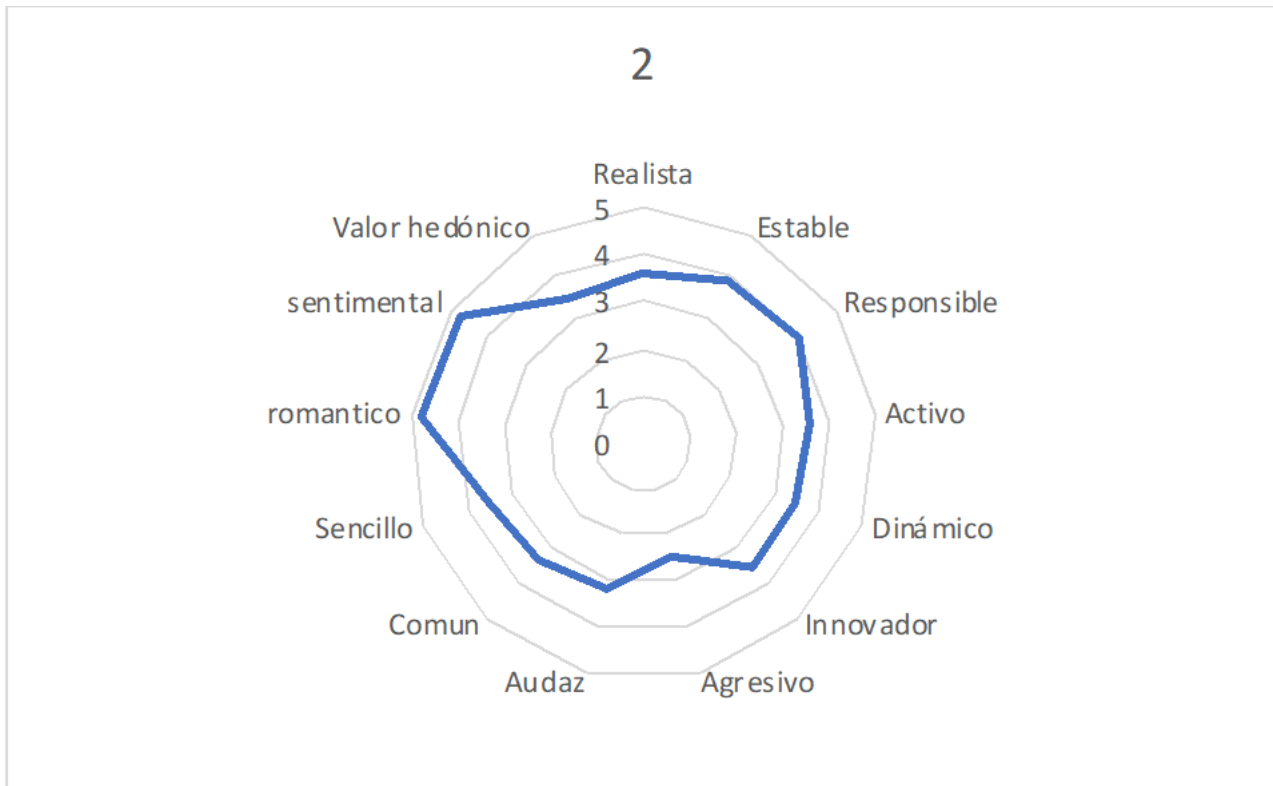 2
Realista
Estable
Responsible
Activo
Dinámico
Innovador
Agresivo
Audaz
Comun
Sencillo
romantico
sentimental
Valor hedónico
5
4
3
2
1
0